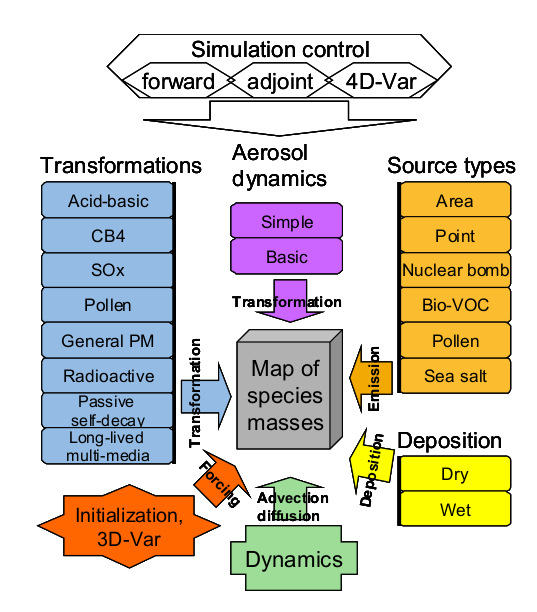 Simulation control
forward adjoint 4D-Var
Transformations
Acid-basic
CB4
SOx
Pollen
General PM
Radioactive
Passive
self-decay
Long-lived
multi-media
Aerosol
dynamics
Simple
Basic
Transformation
Source types
Area
Point
Nuclear bomb
Bio-VOC
Pollen
Sea salt
Transformation
Map of
species
masses
Emission
Deposition
Dry
Wet
Deposition
Forcing
Initialization,
3D-Var
Advection
diffusion
Dynamics